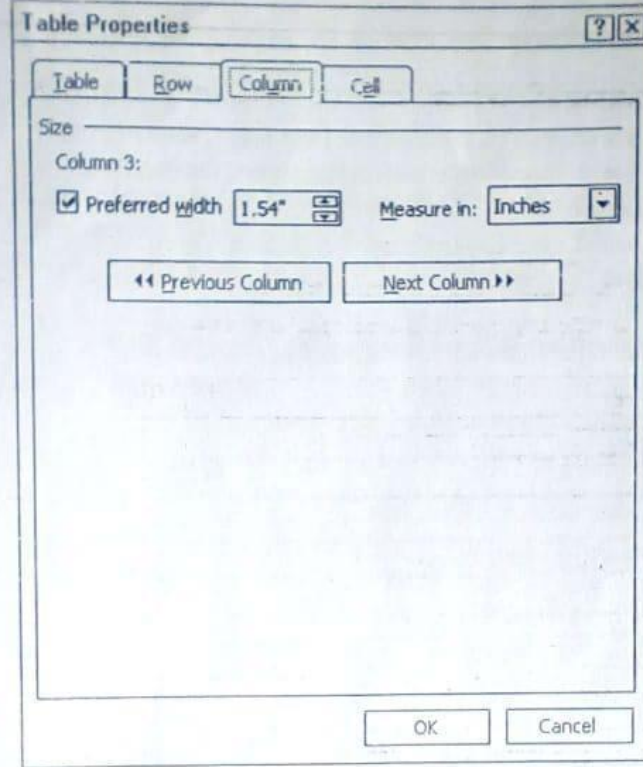 Table Properties ? X
Table Row Column Cell
Size
Column 3:
Preferred width 1.54" Measure in: Inches
Previous Column Next Column
OK Cancel